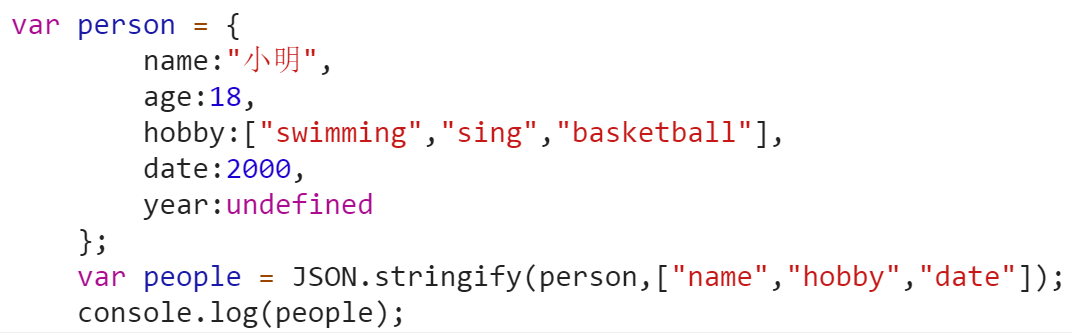 var person = {
name:"小明",
age:18,
hobby:["swimming","sing","basketball"],
date:2000,
year:undefined
};
var people = JSON.stringify(person,["name","hobby","date"]);
console.log(people);